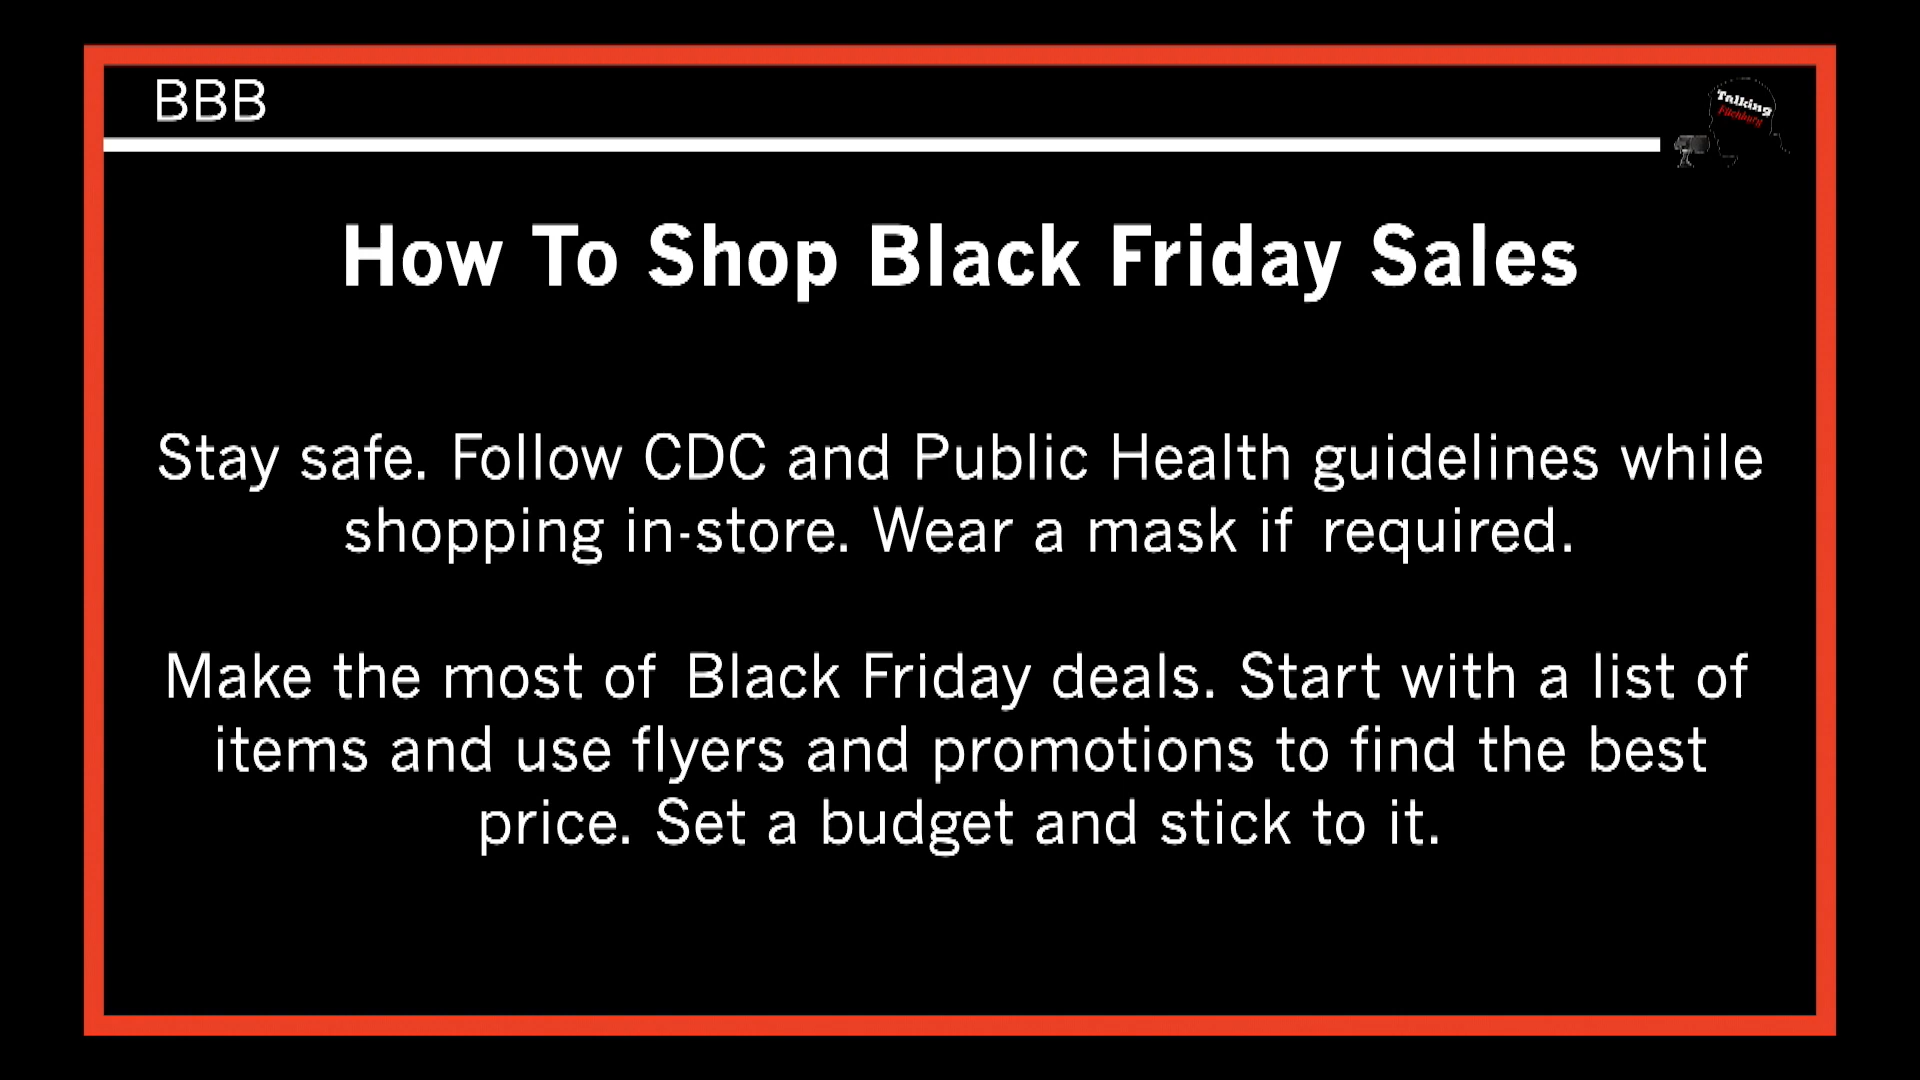 BBB
Talking
Fitchburg
How To Shop Black Friday Sales
Stay safe. Follow CDC and Public Health guidelines while
shopping in-store. Wear a mask if required.
Make the most of Black Friday deals. Start with a list of
items and use flyers and promotions to find the best
price. Set a budget and stick to it.